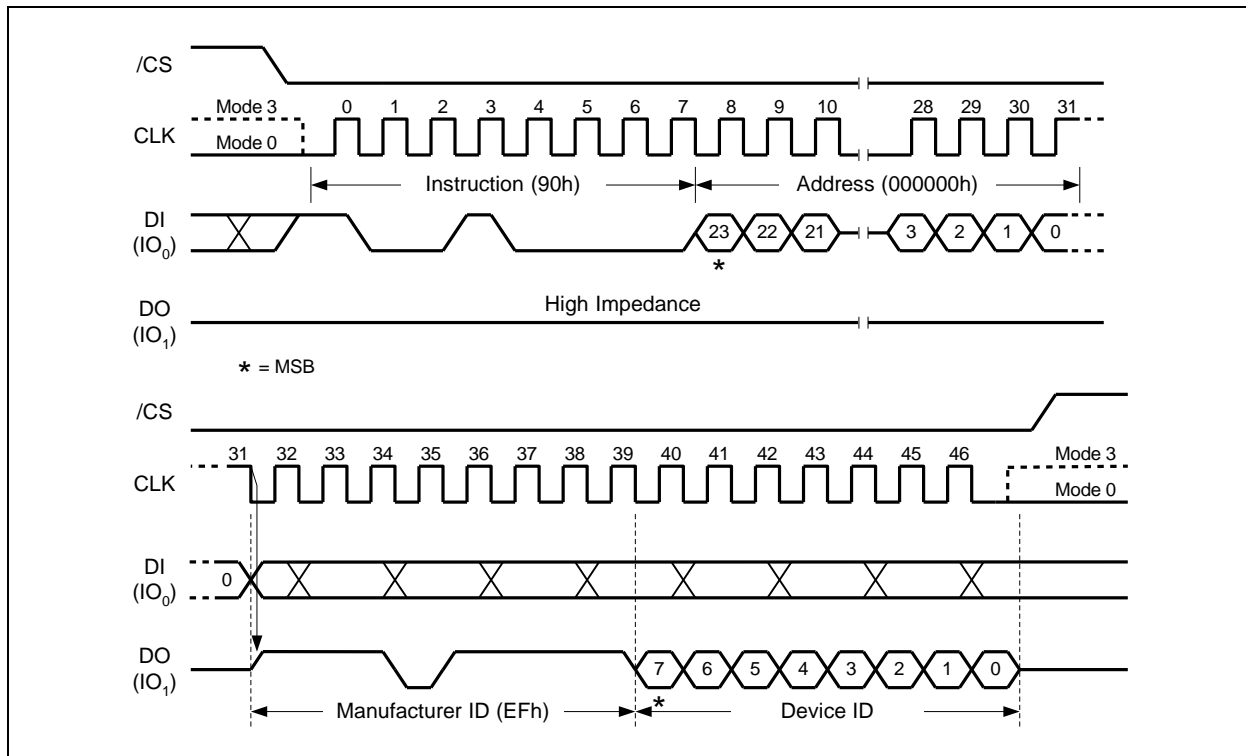 /CS
Mode 3
0 1 2 3 4 5 6 7 8 9 10 28 29 30 31
CLK
Mode 0
Instruction (90h)
Address (000000h)
DI
(IO0)
23 22 21 3 2 1 0
*
High Impedance
DO
(IO1)
* = MSB
/CS
31 32 33 34 35 36 37 38 39 40 41 42 43 44 45 46
Mode 3
CLK
Mode 0
DI
(IO0)
0
DO
(IO1)
7 6 5 4 3 2 1 0
*
Manufacturer ID (EFh)
Device ID